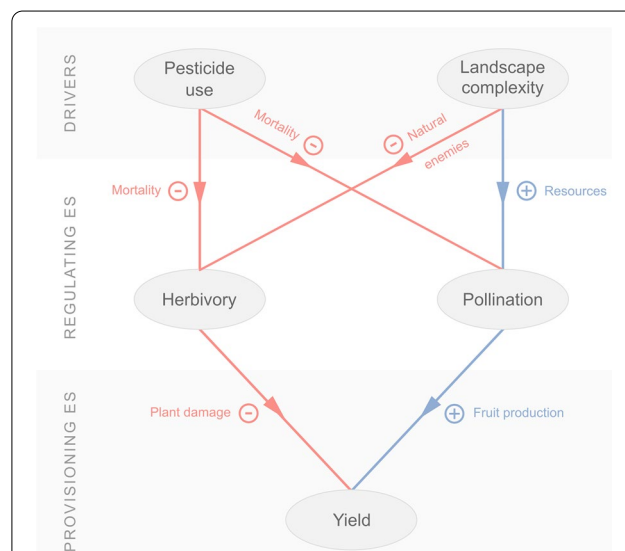 DRIVERS
Pesticide
use
Landscape
complexity
Mortality
-
- Natural
enemies
REGULATING ES
Mortality -
+ Resources
Herbivory
Pollination
PROVISIONING ES
Plant damage -
+ Fruit production
Yield